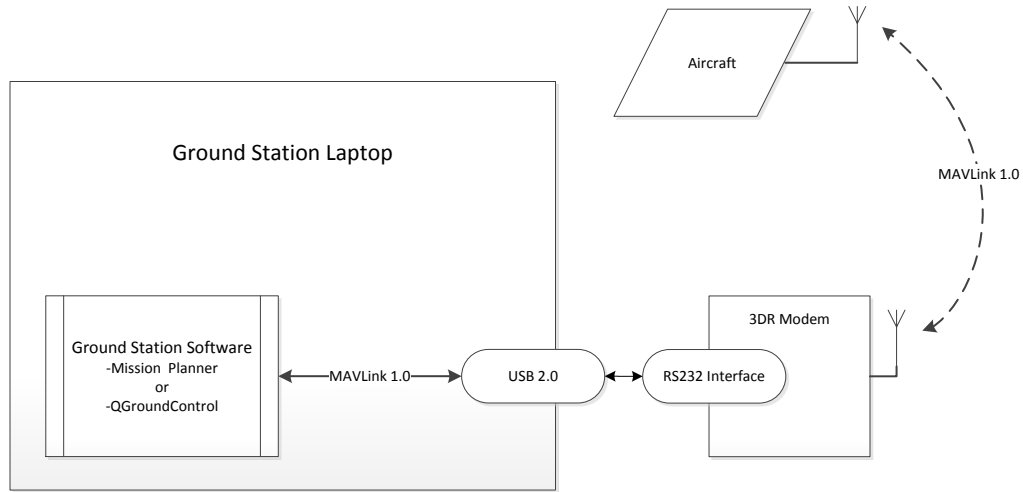 Aircraft
Ground Station Laptop
MAVLink 1.0
3DR Modem
Ground Station Software
-Mission Planner
or
-QGroundControl
MAVLink 1.0
USB 2.0
RS232 Interface